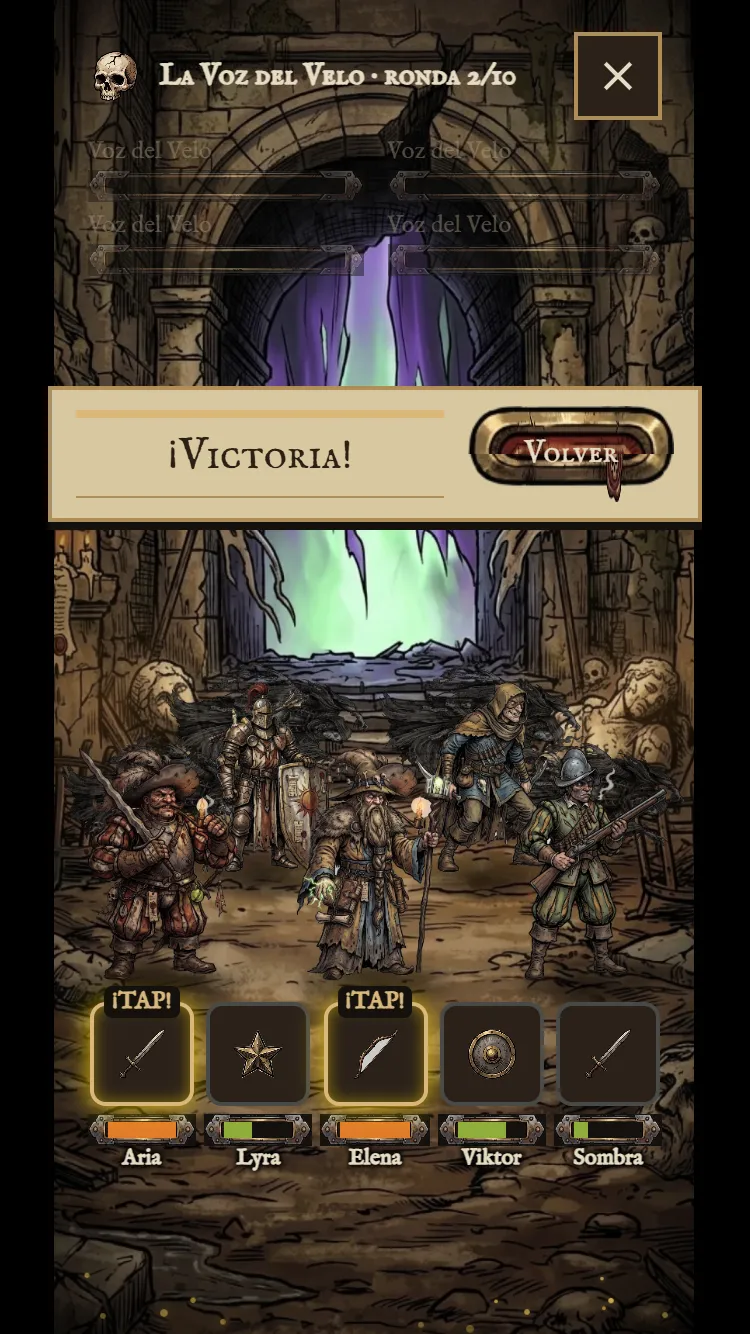 La Voz del Velo · ronda 2/10
Voz del Velo Voz del Velo
Voz del Velo Voz del Velo
¡Victoria! Volver
¡TAP! ¡TAP!
Aria Lyra Elena Viktor Sombra